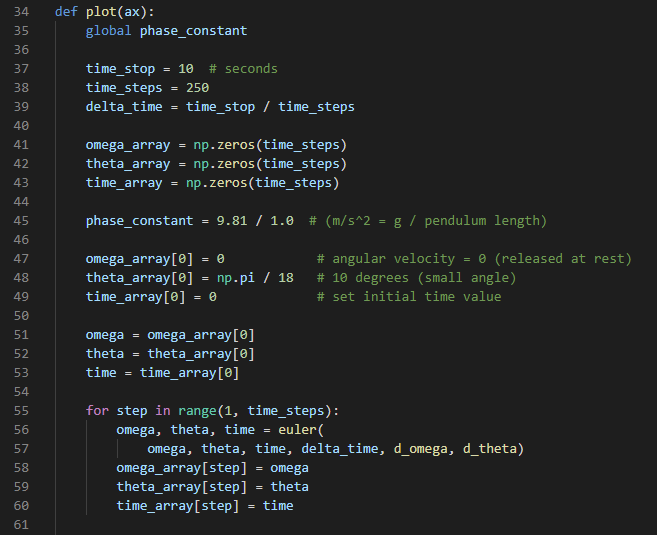 34 def plot(ax):
35     global phase_constant
36
37     time_stop = 10  # seconds
38     time_steps = 250
39     delta_time = time_stop / time_steps
40
41     omega_array = np.zeros(time_steps)
42     theta_array = np.zeros(time_steps)
43     time_array = np.zeros(time_steps)
44
45     phase_constant = 9.81 / 1.0  # (m/s^2 = g / pendulum length)
46
47     omega_array[0] = 0            # angular velocity = 0 (released at rest)
48     theta_array[0] = np.pi / 18   # 10 degrees (small angle)
49     time_array[0] = 0             # set initial time value
50
51     omega = omega_array[0]
52     theta = theta_array[0]
53     time = time_array[0]
54
55     for step in range(1, time_steps):
56         omega, theta, time = euler(
57             omega, theta, time, delta_time, d_omega, d_theta)
58         omega_array[step] = omega
59         theta_array[step] = theta
60         time_array[step] = time
61